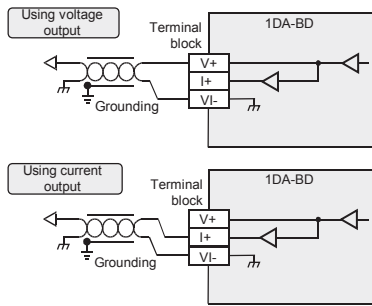 Using voltage
output
Terminal
block
1DA-BD
V+
I+
VI-
Grounding
Using current
output
Terminal
block
1DA-BD
V+
I+
VI-
Grounding